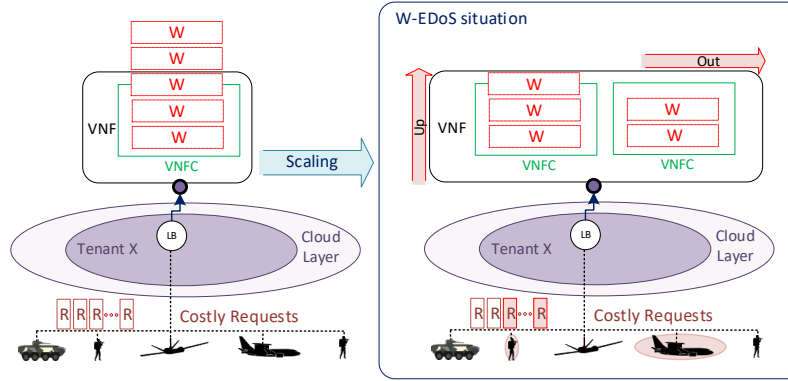 W-EDoS situation
W
W
W
W
W
VNF
VNFC
Scaling
Tenant X
LB
Cloud
Layer
R R R R
Costly Requests
Out
Up
VNF
W
W
W
VNFC
W
W
VNFC
Tenant X
LB
Cloud
Layer
R R R R
Costly Requests